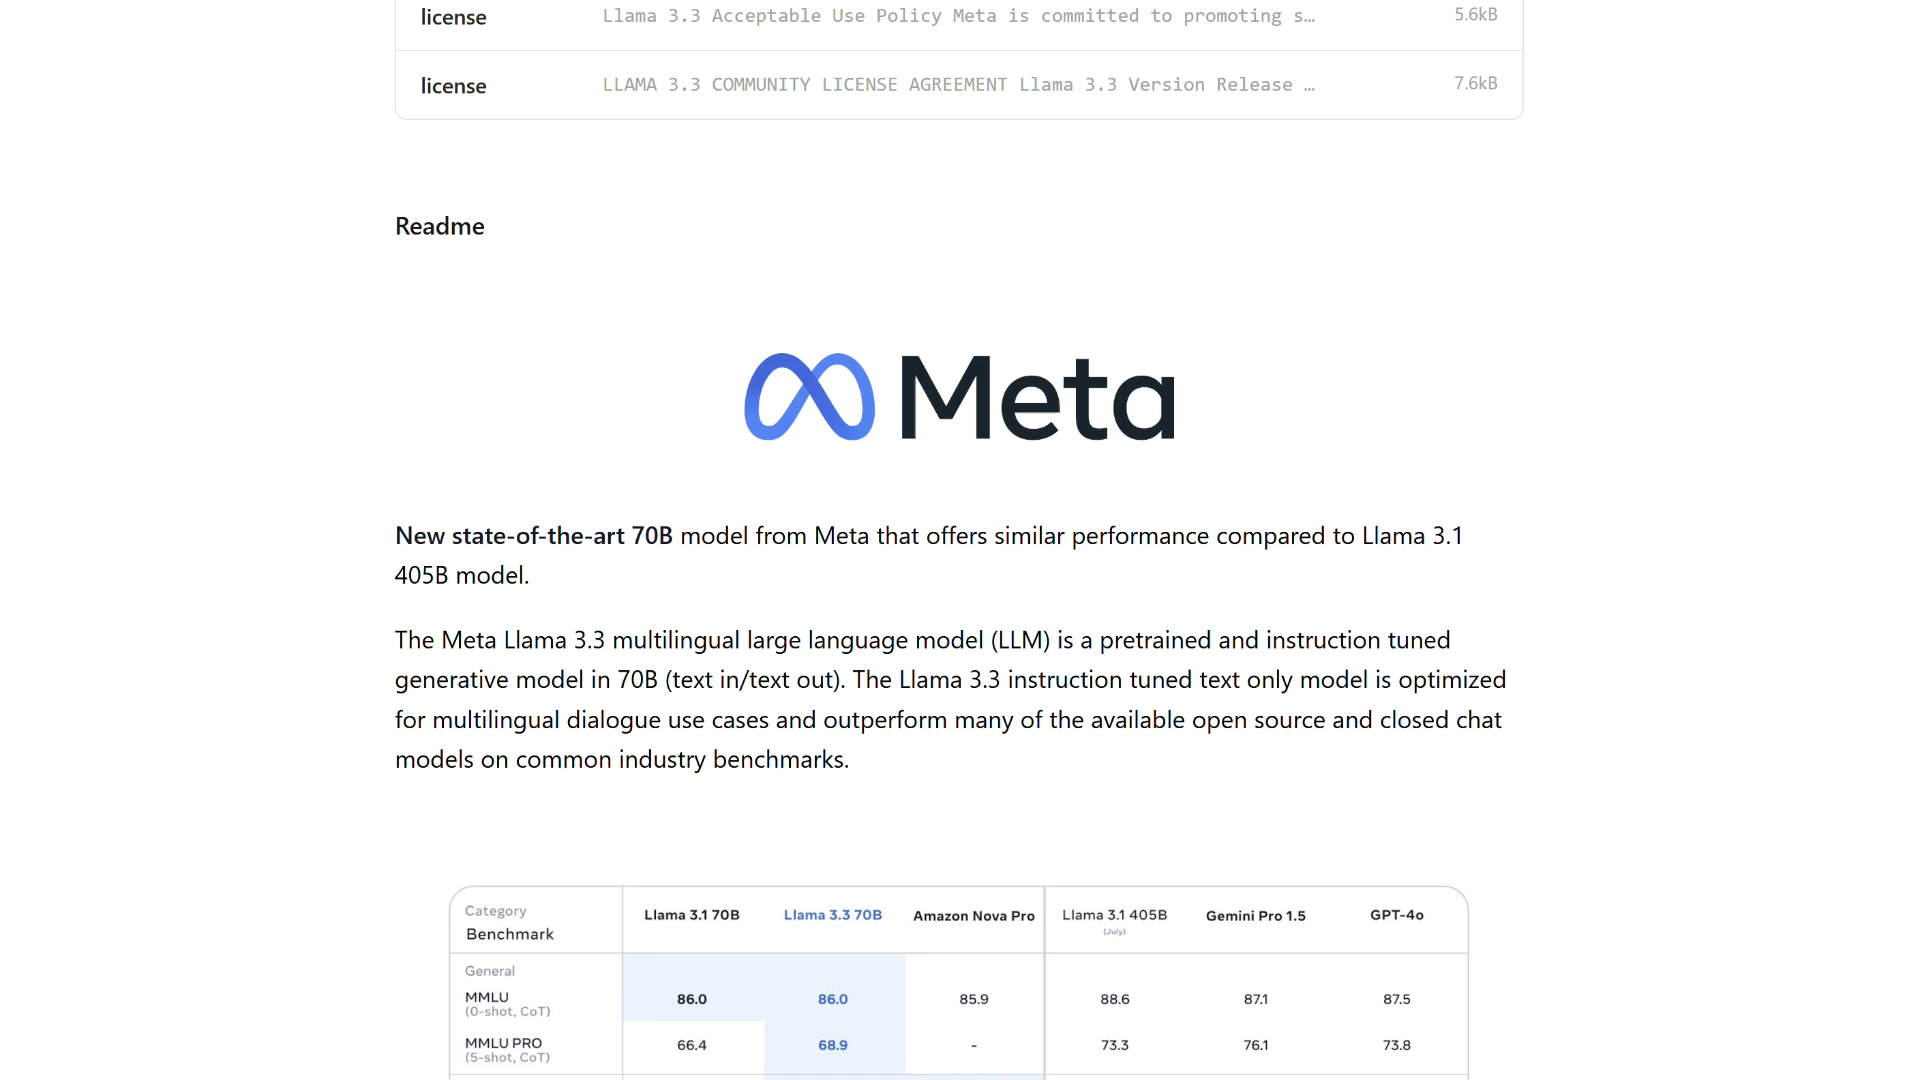 license Llama 3.3 Acceptable Use Policy Meta is committed to promoting s… 5.6kB
license LLAMA 3.3 COMMUNITY LICENSE AGREEMENT Llama 3.3 Version Release … 7.6kB
Readme
Meta
New state-of-the-art 70B model from Meta that offers similar performance compared to Llama 3.1
405B model.
The Meta Llama 3.3 multilingual large language model (LLM) is a pretrained and instruction tuned
generative model in 70B (text in/text out). The Llama 3.3 instruction tuned text only model is optimized
for multilingual dialogue use cases and outperform many of the available open source and closed chat
models on common industry benchmarks.
Category
Benchmark Llama 3.1 70B Llama 3.3 70B Amazon Nova Pro Llama 3.1 405B Gemini Pro 1.5 GPT-4o
(July)
General
MMLU 86.0 86.0 85.9 88.6 87.1 87.5
(0-shot, CoT)
MMLU PRO 66.4 68.9 - 73.3 76.1 73.8
(5-shot, CoT)